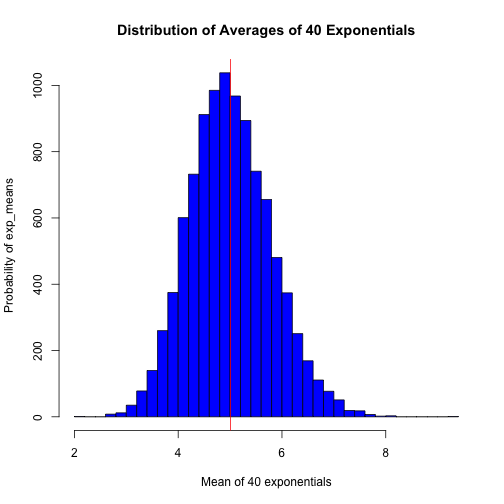 Distribution of Averages of 40 Exponentials
Probability of exp_means
1000
800
600
400
200
0
2 4 6 8
Mean of 40 exponentials